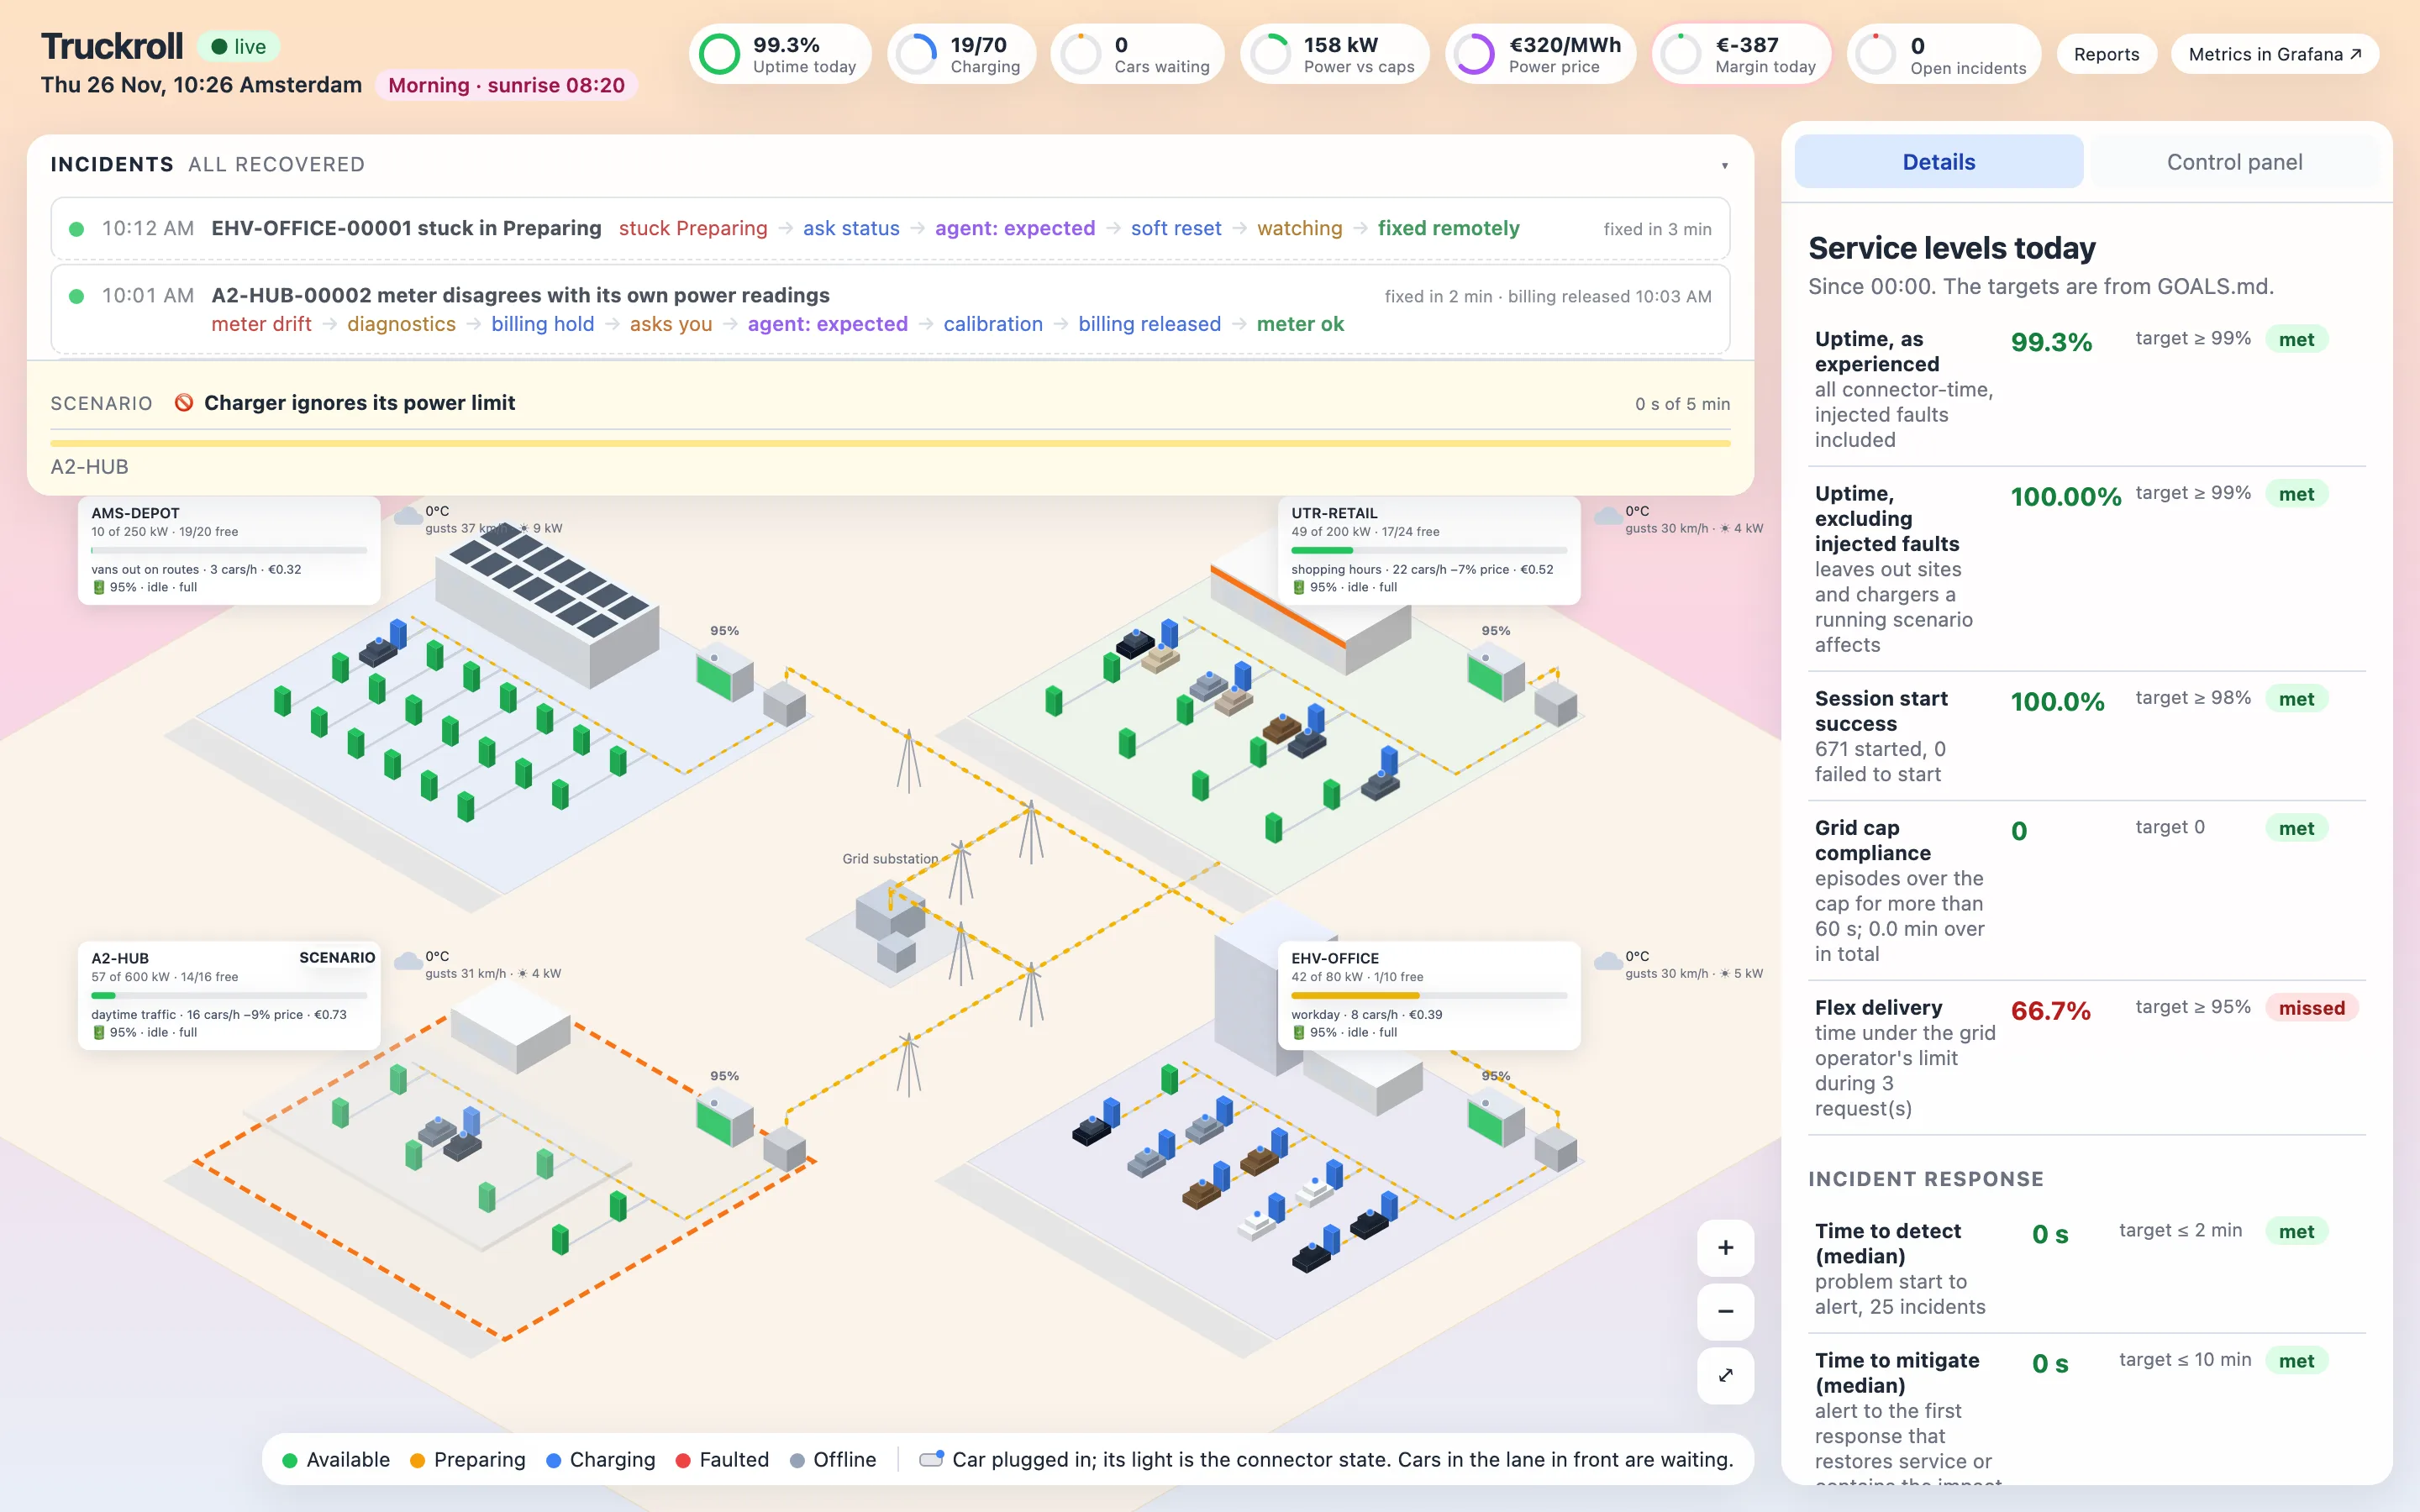 Truckroll
live
Thu 26 Nov, 10:26 Amsterdam
Morning · sunrise 08:20
99.3%
Uptime today
19/70
Charging
0
Cars waiting
158 kW
Power vs caps
€320/MWh
Power price
€-387
Margin today
0
Open incidents
Reports
Metrics in Grafana ↗
INCIDENTS ALL RECOVERED
10:12 AM EHV-OFFICE-00001 stuck in Preparing stuck Preparing → ask status → agent: expected → soft reset → watching → fixed remotely fixed in 3 min
10:01 AM A2-HUB-00002 meter disagrees with its own power readings fixed in 2 min · billing released 10:03 AM
meter drift → diagnostics → billing hold → asks you → agent: expected → calibration → billing released → meter ok
SCENARIO 🚫 Charger ignores its power limit 0 s of 5 min
A2-HUB
AMS-DEPOT
10 of 250 kW · 19/20 free
vans out on routes · 3 cars/h · €0.32
95% · idle · full
0°C
gusts 37 km/h · ☀ 9 kW
95%
UTR-RETAIL
49 of 200 kW · 17/24 free
shopping hours · 22 cars/h −7% price · €0.52
95% · idle · full
0°C
gusts 30 km/h · ☀ 4 kW
95%
Grid substation
A2-HUB SCENARIO
57 of 600 kW · 14/16 free
daytime traffic · 16 cars/h −9% price · €0.73
95% · idle · full
0°C
gusts 31 km/h · ☀ 4 kW
95%
EHV-OFFICE
42 of 80 kW · 1/10 free
workday · 8 cars/h · €0.39
95% · idle · full
0°C
gusts 30 km/h · ☀ 5 kW
95%
+
−
⤢
Available Preparing Charging Faulted Offline Car plugged in; its light is the connector state. Cars in the lane in front are waiting.
Details
Control panel
Service levels today
Since 00:00. The targets are from GOALS.md.
Uptime, as
experienced
all connector-time,
injected faults
included
99.3%
target ≥ 99%
met
Uptime,
excluding
injected faults
leaves out sites
and chargers a
running scenario
affects
100.00%
target ≥ 99%
met
Session start
success
671 started, 0
failed to start
100.0%
target ≥ 98%
met
Grid cap
compliance
episodes over the
cap for more than
60 s; 0.0 min over
in total
0
target 0
met
Flex delivery
time under the grid
operator's limit
during 3
request(s)
66.7%
target ≥ 95%
missed
INCIDENT RESPONSE
Time to detect
(median)
problem start to
alert, 25 incidents
0 s
target ≤ 2 min
met
Time to mitigate
(median)
alert to the first
response that
restores service or
0 s
target ≤ 10 min
met